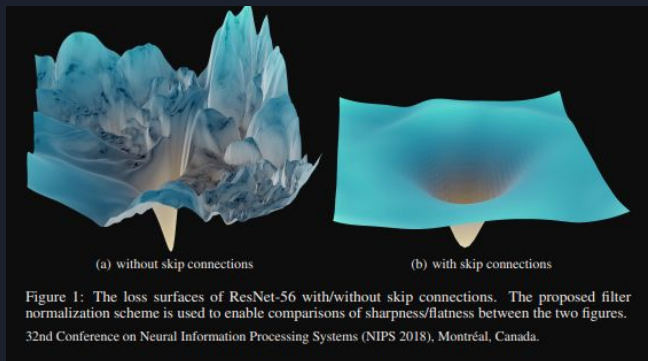 (a) without skip connections
(b) with skip connections
Figure 1: The loss surfaces of ResNet-56 with/without skip connections. The proposed filter
normalization scheme is used to enable comparisons of sharpness/flatness between the two figures.
32nd Conference on Neural Information Processing Systems (NIPS 2018), Montréal, Canada.